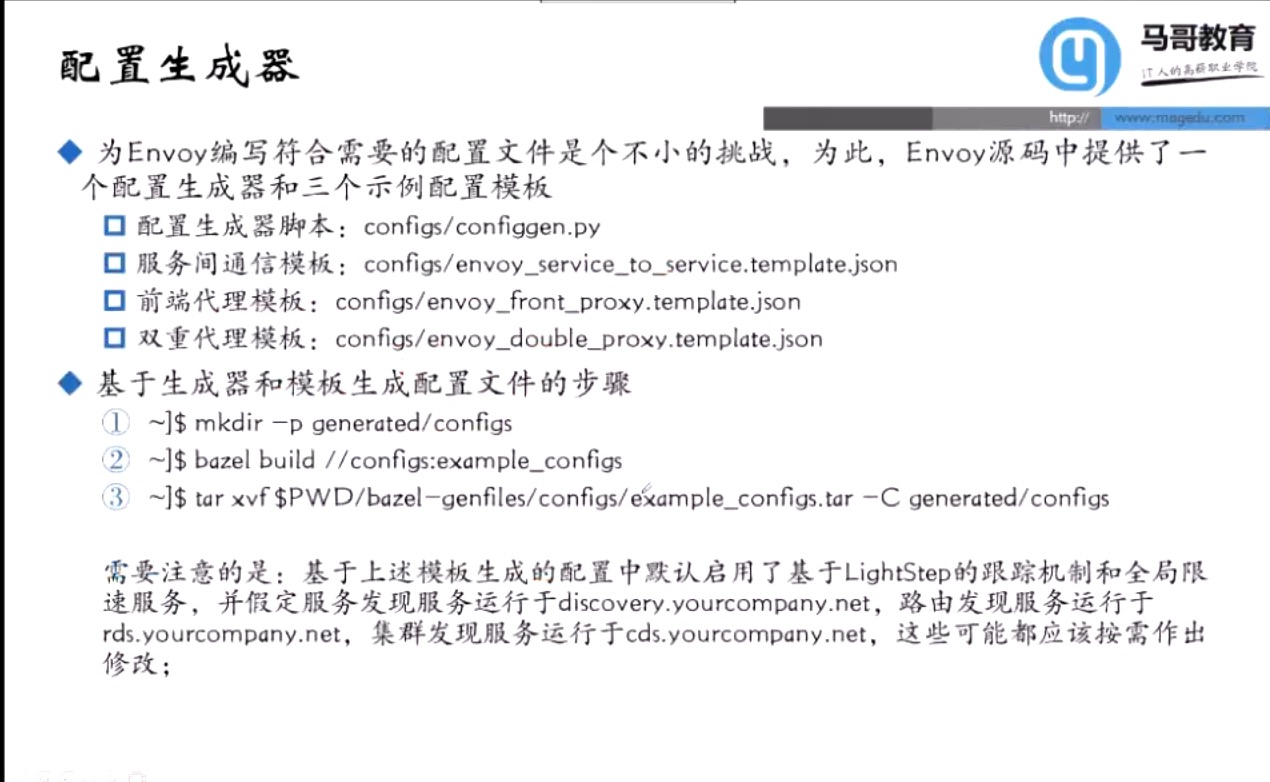 配置生成器
马哥教育
IT人的高薪职业学院
http://
www.magedu.com
为Envoy编写符合需要的配置文件是个不小的挑战，为此，Envoy源码中提供了一
个配置生成器和三个示例配置模板
配置生成器脚本：configs/configgen.py
服务间通信模板：configs/envoy_service_to_service.template.json
前端代理模板：configs/envoy_front_proxy.template.json
双重代理模板：configs/envoy_double_proxy.template.json
基于生成器和模板生成配置文件的步骤
① ~]$ mkdir –p generated/configs
② ~]$ bazel build //configs:example_configs
③ ~]$ tar xvf $PWD/bazel-genfiles/configs/example_configs.tar –C generated/configs
需要注意的是：基于上述模板生成的配置中默认启用了基于LightStep的跟踪机制和全局限
速服务，并假定服务发现服务运行于discovery.yourcompany.net，路由发现服务运行于
rds.yourcompany.net，集群发现服务运行于cds.yourcompany.net，这些可能都应该按需作出
修改；